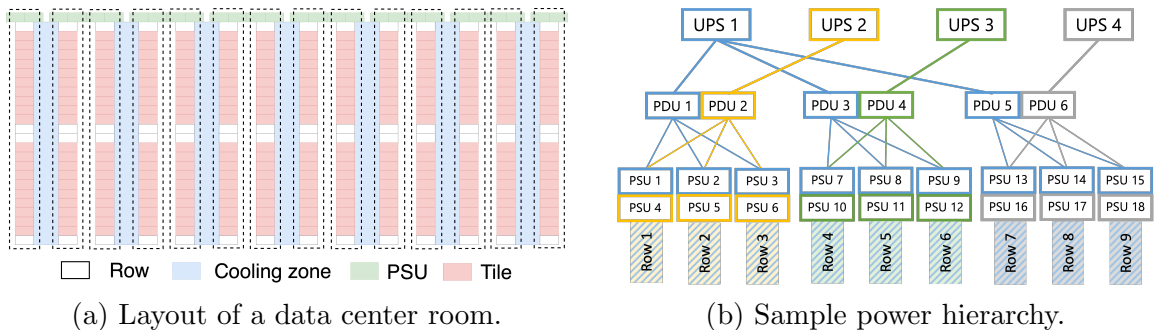 UPS 1 UPS 2 UPS 3 UPS 4
PDU 1 PDU 2 PDU 3 PDU 4 PDU 5 PDU 6
PSU 1 PSU 2 PSU 3 PSU 7 PSU 8 PSU 9 PSU 13 PSU 14 PSU 15
PSU 4 PSU 5 PSU 6 PSU 10 PSU 11 PSU 12 PSU 16 PSU 17 PSU 18
Row 1 Row 2 Row 3 Row 4 Row 5 Row 6 Row 7 Row 8 Row 9
Row Cooling zone PSU Tile
(a) Layout of a data center room.
(b) Sample power hierarchy.